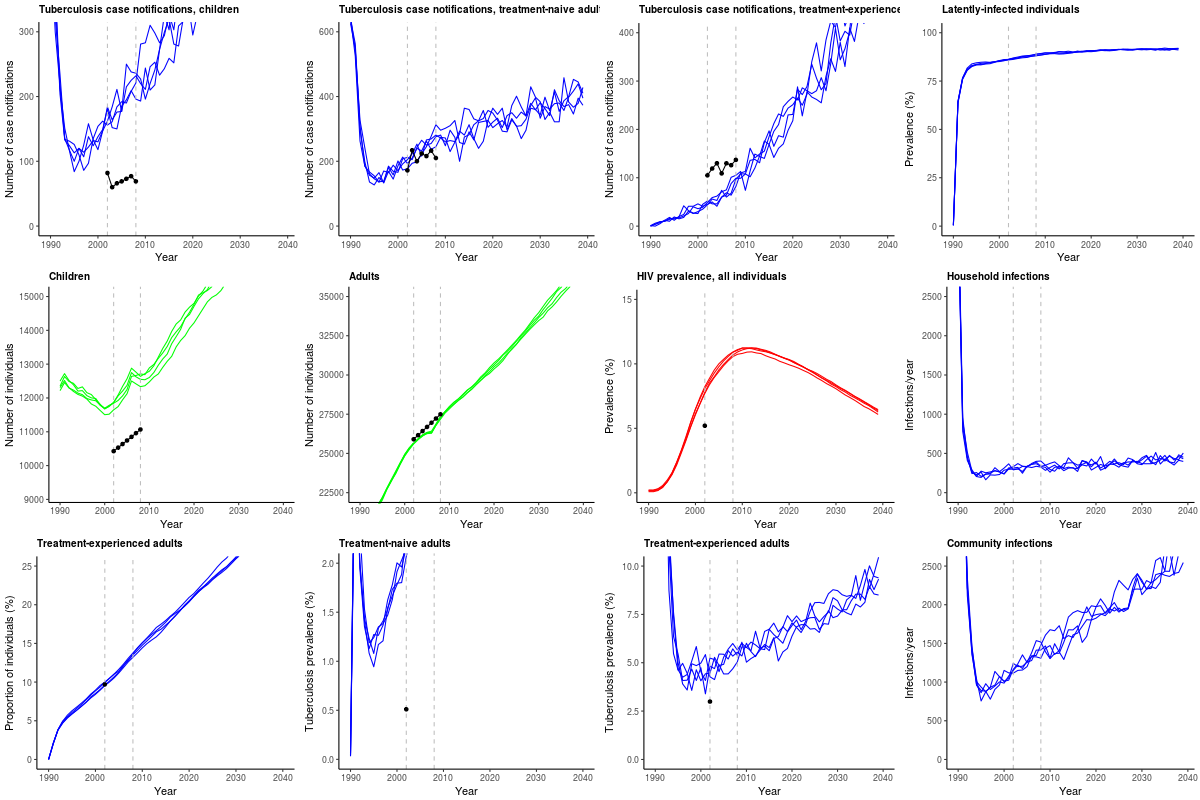 Tuberculosis case notifications, children
Number of case notifications
300
200
100
0
1990 2000 2010 2020 2030 2040
Year
Tuberculosis case notifications, treatment-naive adul
Number of case notifications
600
400
200
0
1990 2000 2010 2020 2030 2040
Year
Tuberculosis case notifications, treatment-experience
Number of case notifications
400
300
200
100
0
1990 2000 2010 2020 2030 2040
Year
Latently-infected individuals
Prevalence (%)
100
75
50
25
0
1990 2000 2010 2020 2030 2040
Year
Children
Number of individuals
15000
14000
13000
12000
11000
10000
9000
1990 2000 2010 2020 2030 2040
Year
Adults
Number of individuals
35000
32500
30000
27500
25000
22500
1990 2000 2010 2020 2030 2040
Year
HIV prevalence, all individuals
Prevalence (%)
15
10
5
0
1990 2000 2010 2020 2030 2040
Year
Household infections
Infections/year
2500
2000
1500
1000
500
0
1990 2000 2010 2020 2030 2040
Year
Treatment-experienced adults
Proportion of individuals (%)
25
20
15
10
5
0
1990 2000 2010 2020 2030 2040
Year
Treatment-naive adults
Tuberculosis prevalence (%)
2.0
1.5
1.0
0.5
0.0
1990 2000 2010 2020 2030 2040
Year
Treatment-experienced adults
Tuberculosis prevalence (%)
10.0
7.5
5.0
2.5
0.0
1990 2000 2010 2020 2030 2040
Year
Community infections
Infections/year
2500
2000
1500
1000
500
0
1990 2000 2010 2020 2030 2040
Year